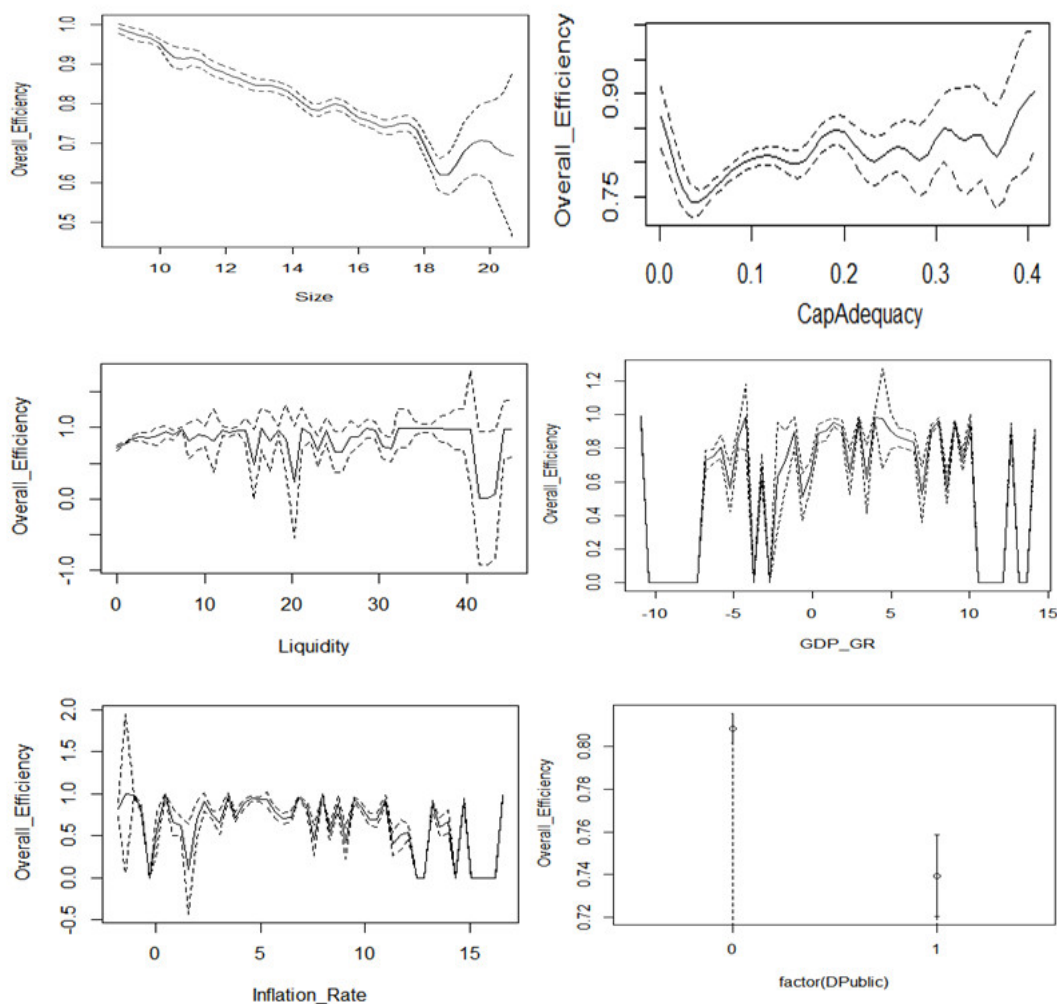 Overall_Efficiency
1.0
0.9
0.8
0.7
0.6
0.5
10 12 14 16 18 20
Size
Overall_Efficiency
0.90
0.75
0.0 0.1 0.2 0.3 0.4
CapAdequacy
Overall_Efficiency
1.0
0.0
-1.0
0 10 20 30 40
Liquidity
Overall_Efficiency
1.2
1.0
0.8
0.6
0.4
0.2
0.0
-10 -5 0 5 10 15
GDP_GR
Overall_Efficiency
2.0
1.5
1.0
0.5
0.0
-0.5
0 5 10 15
Inflation_Rate
Overall_Efficiency
0.80
0.78
0.76
0.74
0.72
0 1
factor(DPublic)